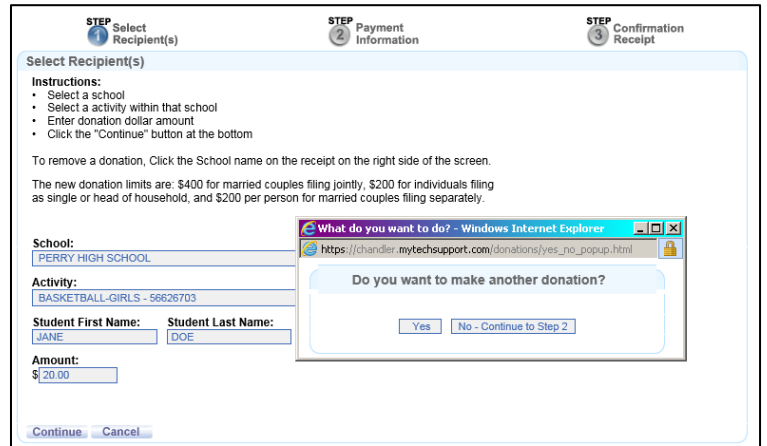 STEP 1 Select Recipient(s)
STEP 2 Payment Information
STEP 3 Confirmation Receipt
Select Recipient(s)
Instructions:
• Select a school
• Select a activity within that school
• Enter donation dollar amount
• Click the "Continue" button at the bottom
To remove a donation, Click the School name on the receipt on the right side of the screen.
The new donation limits are: $400 for married couples filing jointly, $200 for individuals filing
as single or head of household, and $200 per person for married couples filing separately.
What do you want to do? - Windows Internet Explorer
https://chandler.mytechsupport.com/donations/yes_no_popup.html
Do you want to make another donation?
Yes No - Continue to Step 2
School:
PERRY HIGH SCHOOL
Activity:
BASKETBALL-GIRLS - 56626703
Student First Name: Student Last Name:
JANE DOE
Amount:
$ 20.00
Continue Cancel